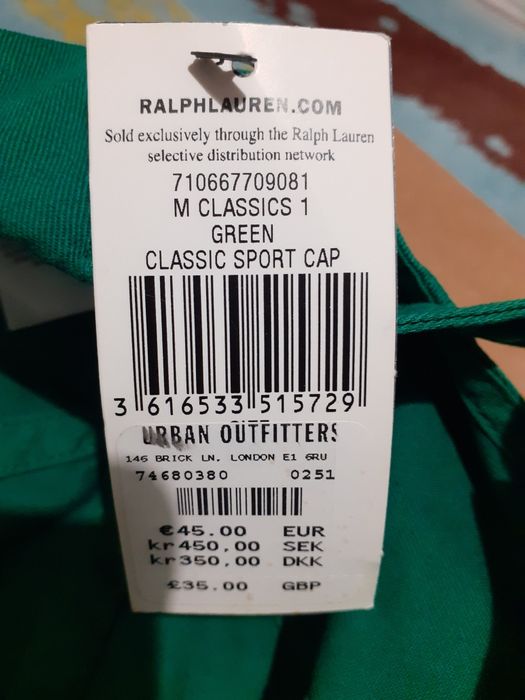 RALPHLAUREN.COM
Sold exclusively through the Ralph Lauren
selective distribution network
710667709081
M CLASSICS 1
GREEN
CLASSIC SPORT CAP
3 616533 515729
URBAN OUTFITTERS
146 BRICK LN. LONDON E1 6RU
74680380 0251
€45.00 EUR
kr450,00 SEK
kr350,00 DKK
£35.00 GBP